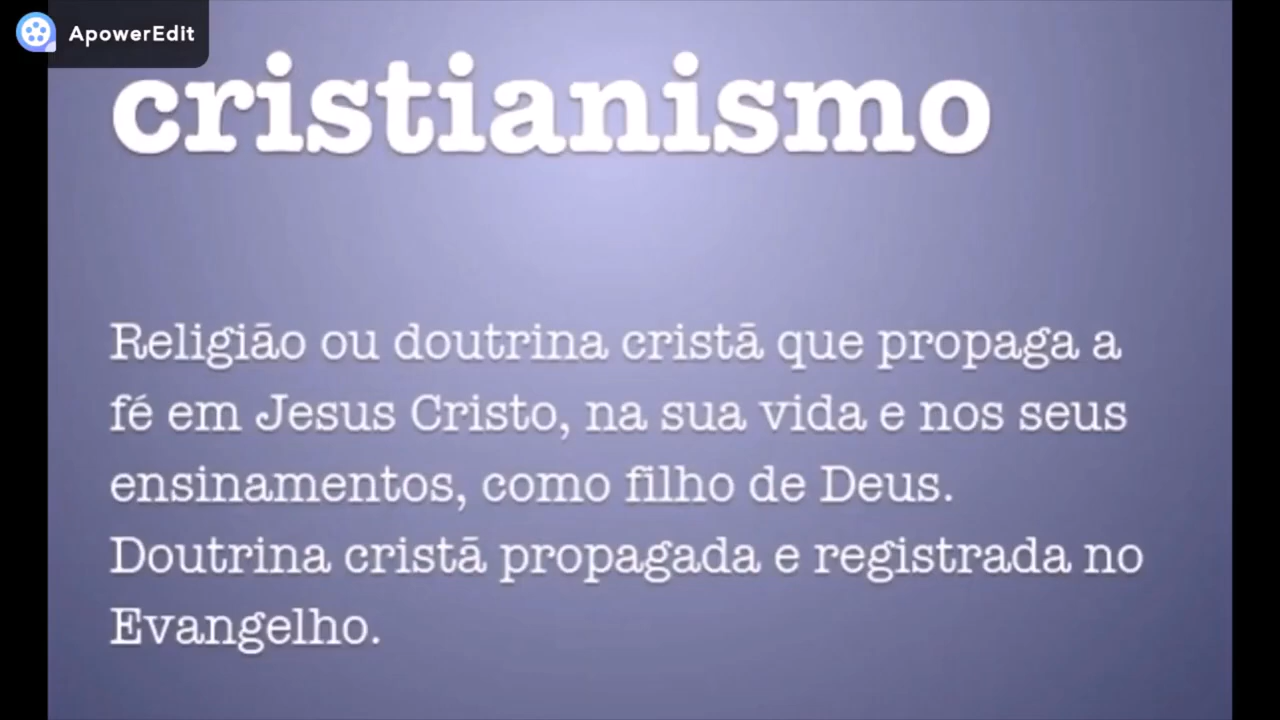 ApowerEdit
cristianismo
Religião ou doutrina cristã que propaga a
fé em Jesus Cristo, na sua vida e nos seus
ensinamentos, como filho de Deus.
Doutrina cristã propagada e registrada no
Evangelho.